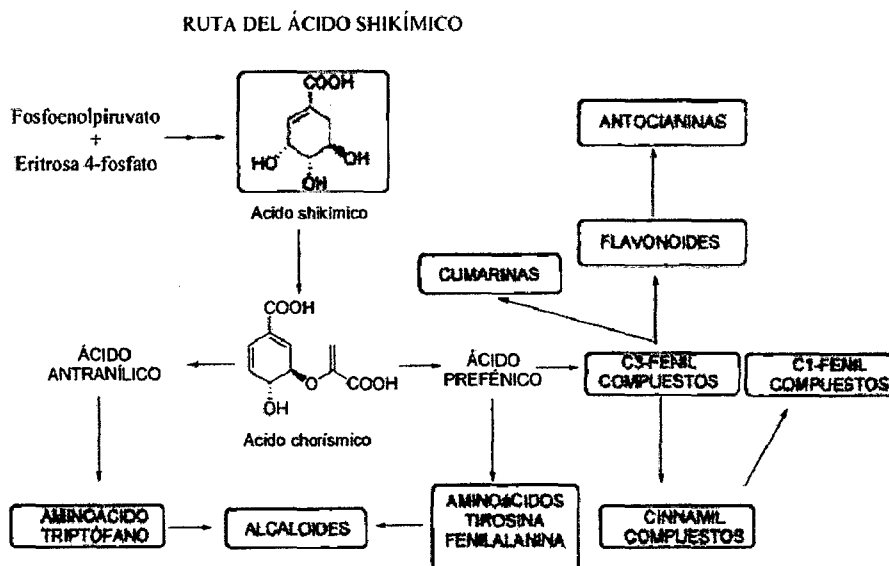 RUTA DEL ÁCIDO SHIKÍMICO
COOH
Fosfoenolpiruvato
+
Eritrosa 4-fosfato
HO
OH
OH
Acido shikímico
ANTOCIANINAS
FLAVONOIDES
CUMARINAS
COOH
O
COOH
OH
Acido chorísmico
ÁCIDO
ANTRANÍLICO
ÁCIDO
PREFÉNICO
C3-FENIL
COMPUESTOS
C1-FENIL
COMPUESTOS
AMINOÁCIDO
TRIPTÓFANO
ALCALOIDES
AMINOÁCIDOS
TIROSINA
FENILALANINA
CINNAMIL
COMPUESTOS